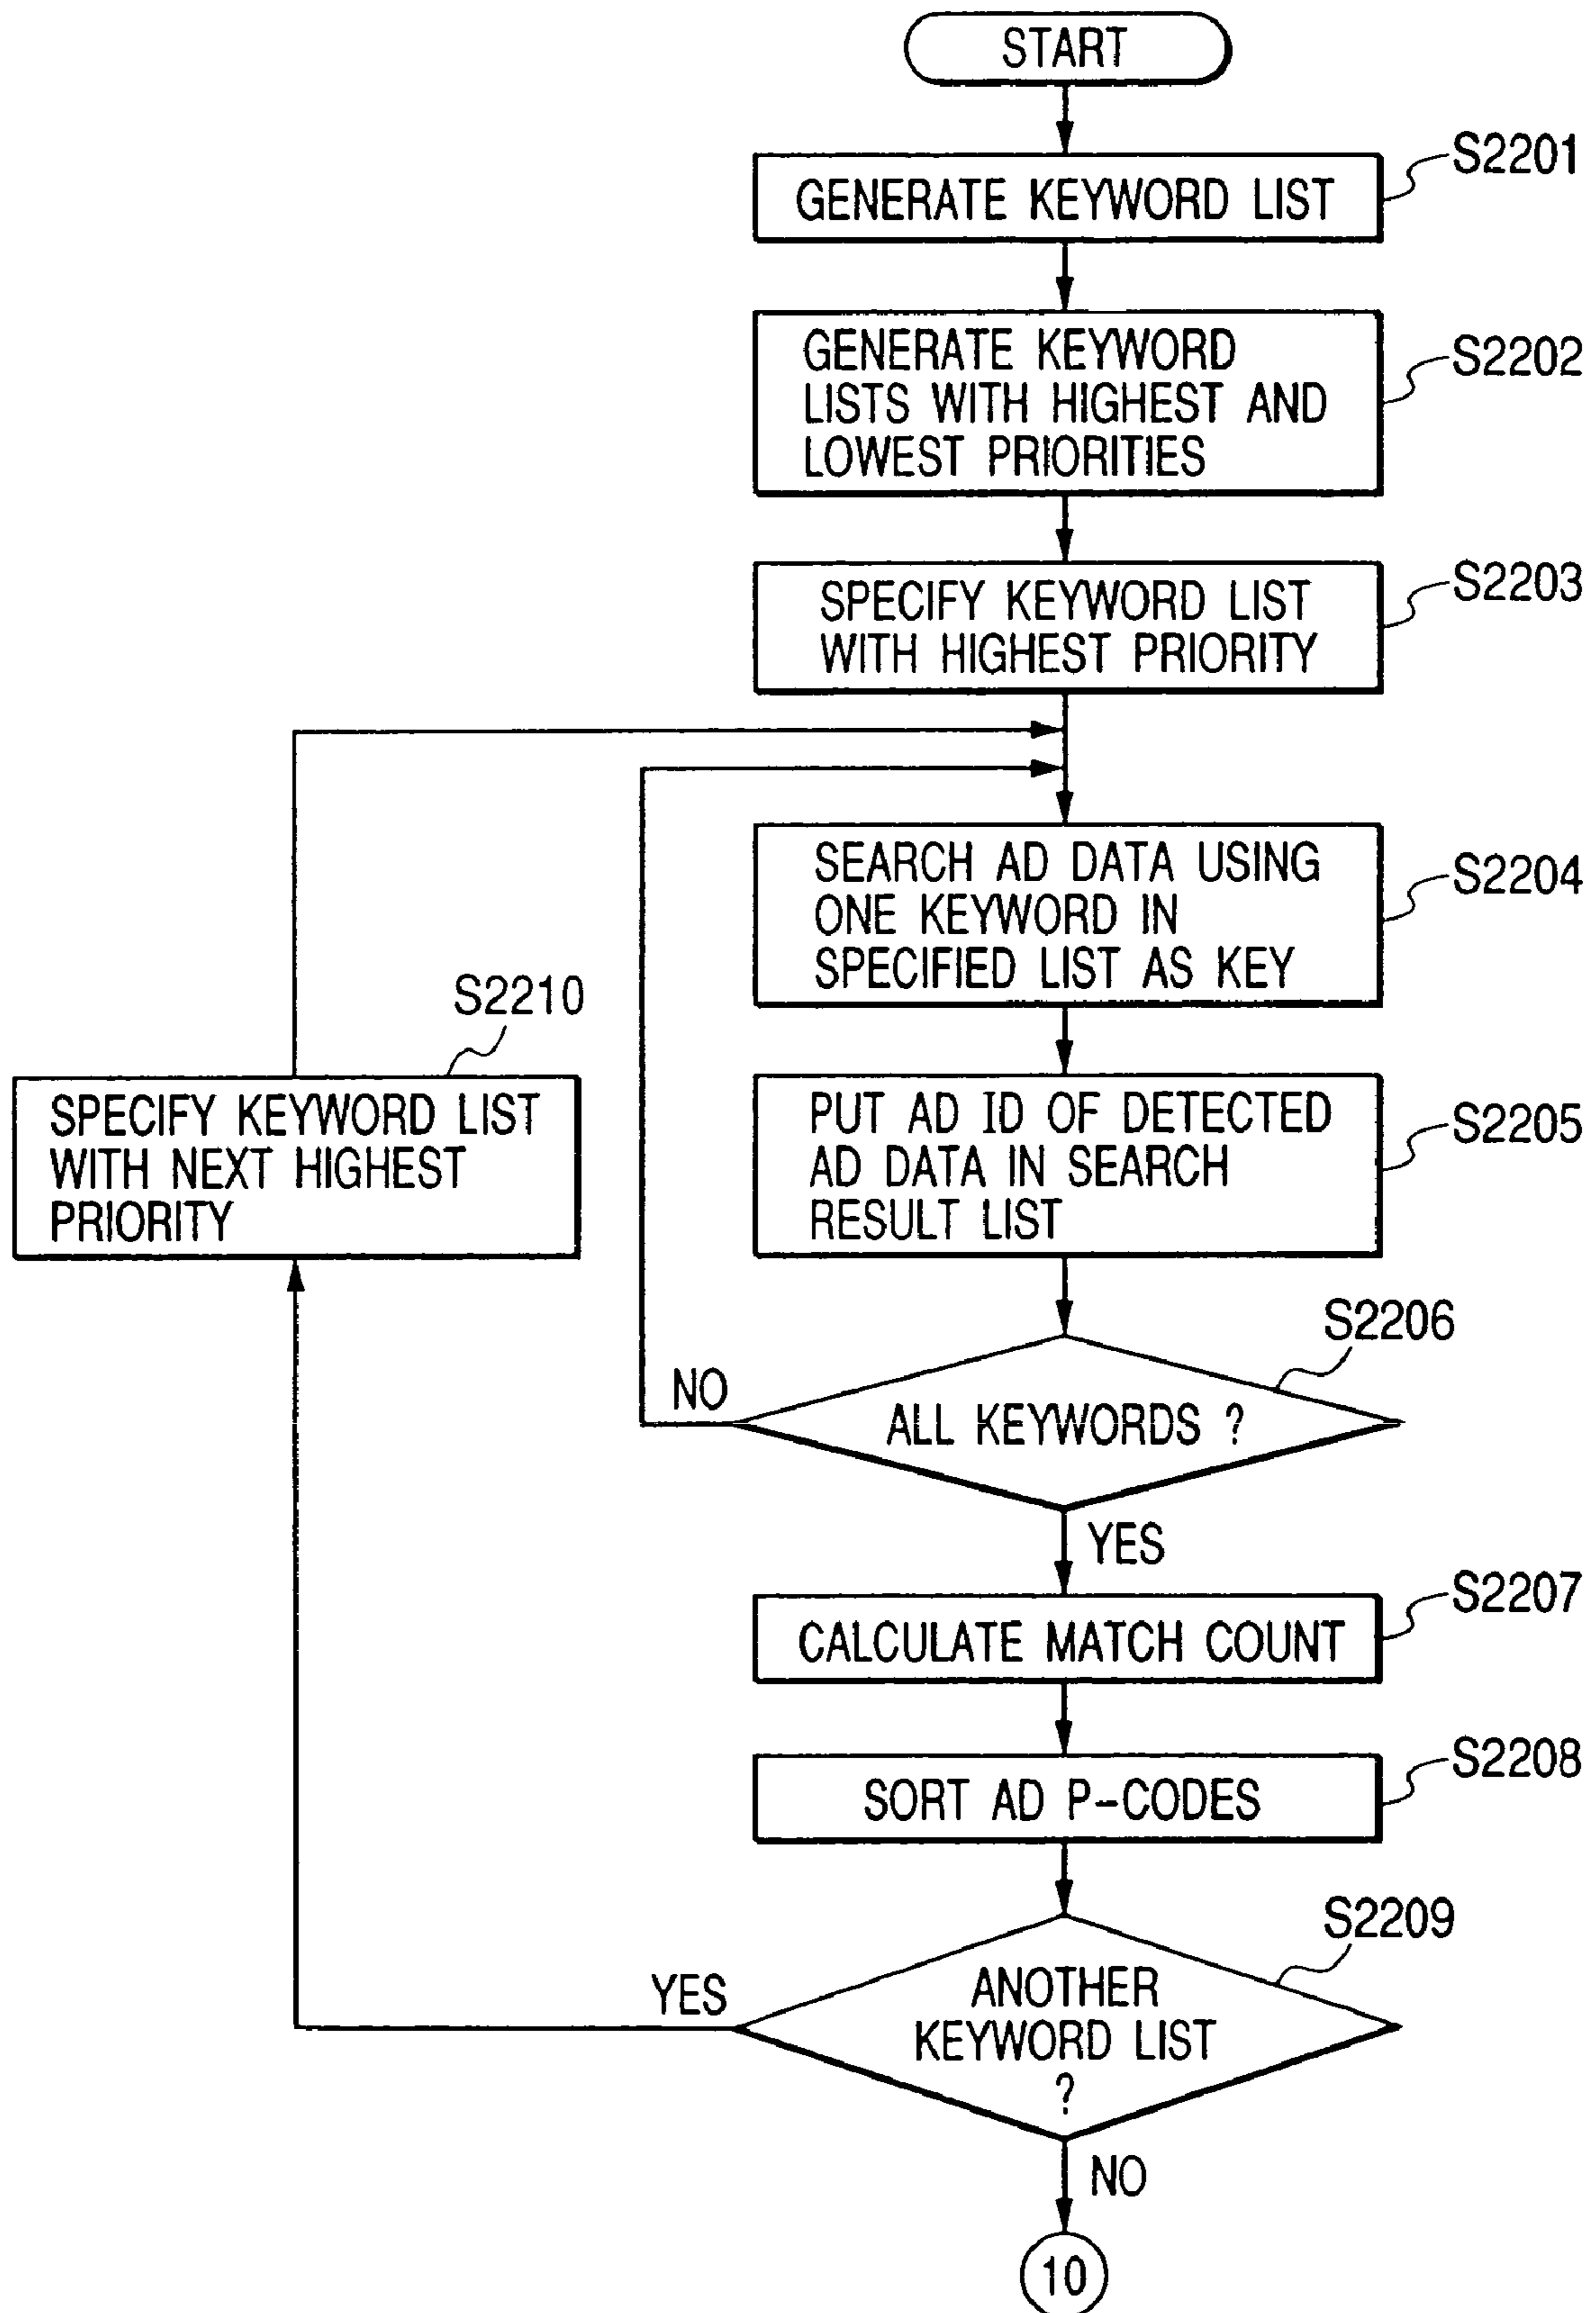 START
S2201
GENERATE KEYWORD LIST
S2202
GENERATE KEYWORD
LISTS WITH HIGHEST AND
LOWEST PRIORITIES
S2203
SPECIFY KEYWORD LIST
WITH HIGHEST PRIORITY
S2204
SEARCH AD DATA USING
ONE KEYWORD IN
SPECIFIED LIST AS KEY
S2210
SPECIFY KEYWORD LIST
WITH NEXT HIGHEST
PRIORITY
S2205
PUT AD ID OF DETECTED
AD DATA IN SEARCH
RESULT LIST
S2206
NO
ALL KEYWORDS ?
YES
S2207
CALCULATE MATCH COUNT
S2208
SORT AD P-CODES
S2209
YES
ANOTHER
KEYWORD LIST
?
NO
10